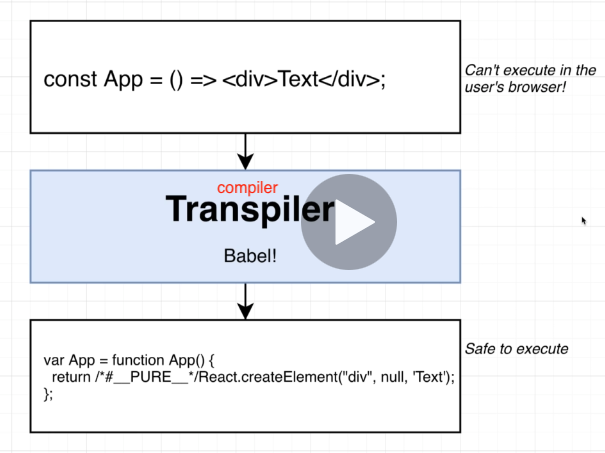 const App = () => <div>Text</div>;
Can't execute in the
user's browser!
compiler
Transpiler
Babel!
var App = function App() {
return /*#__PURE__*/React.createElement("div", null, 'Text');
};
Safe to execute